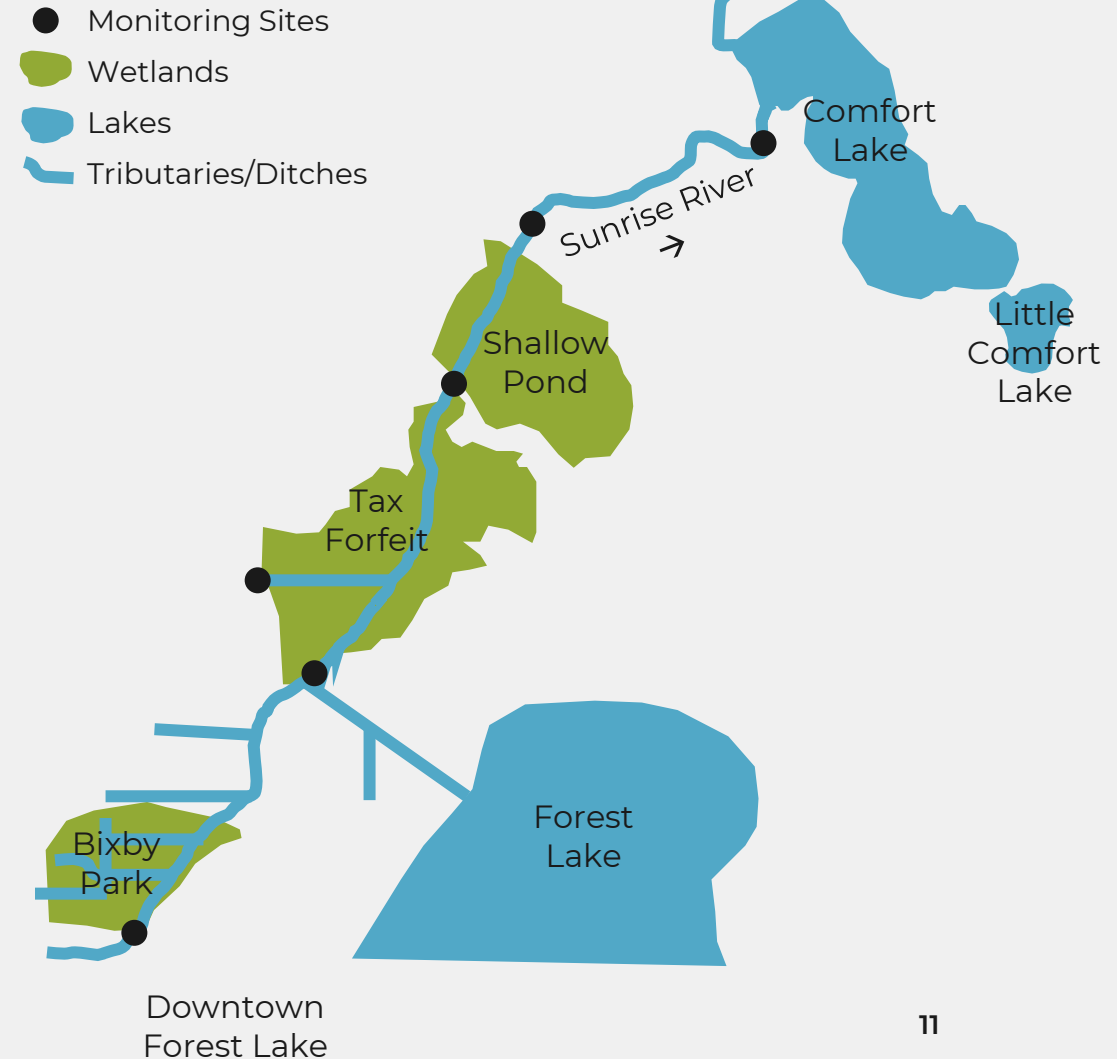 Monitoring Sites
Wetlands
Lakes
Tributaries/Ditches
Comfort
Lake
Sunrise River
→
Little
Comfort
Lake
Shallow
Pond
Tax
Forfeit
Forest
Lake
Bixby
Park
Downtown
Forest Lake
11